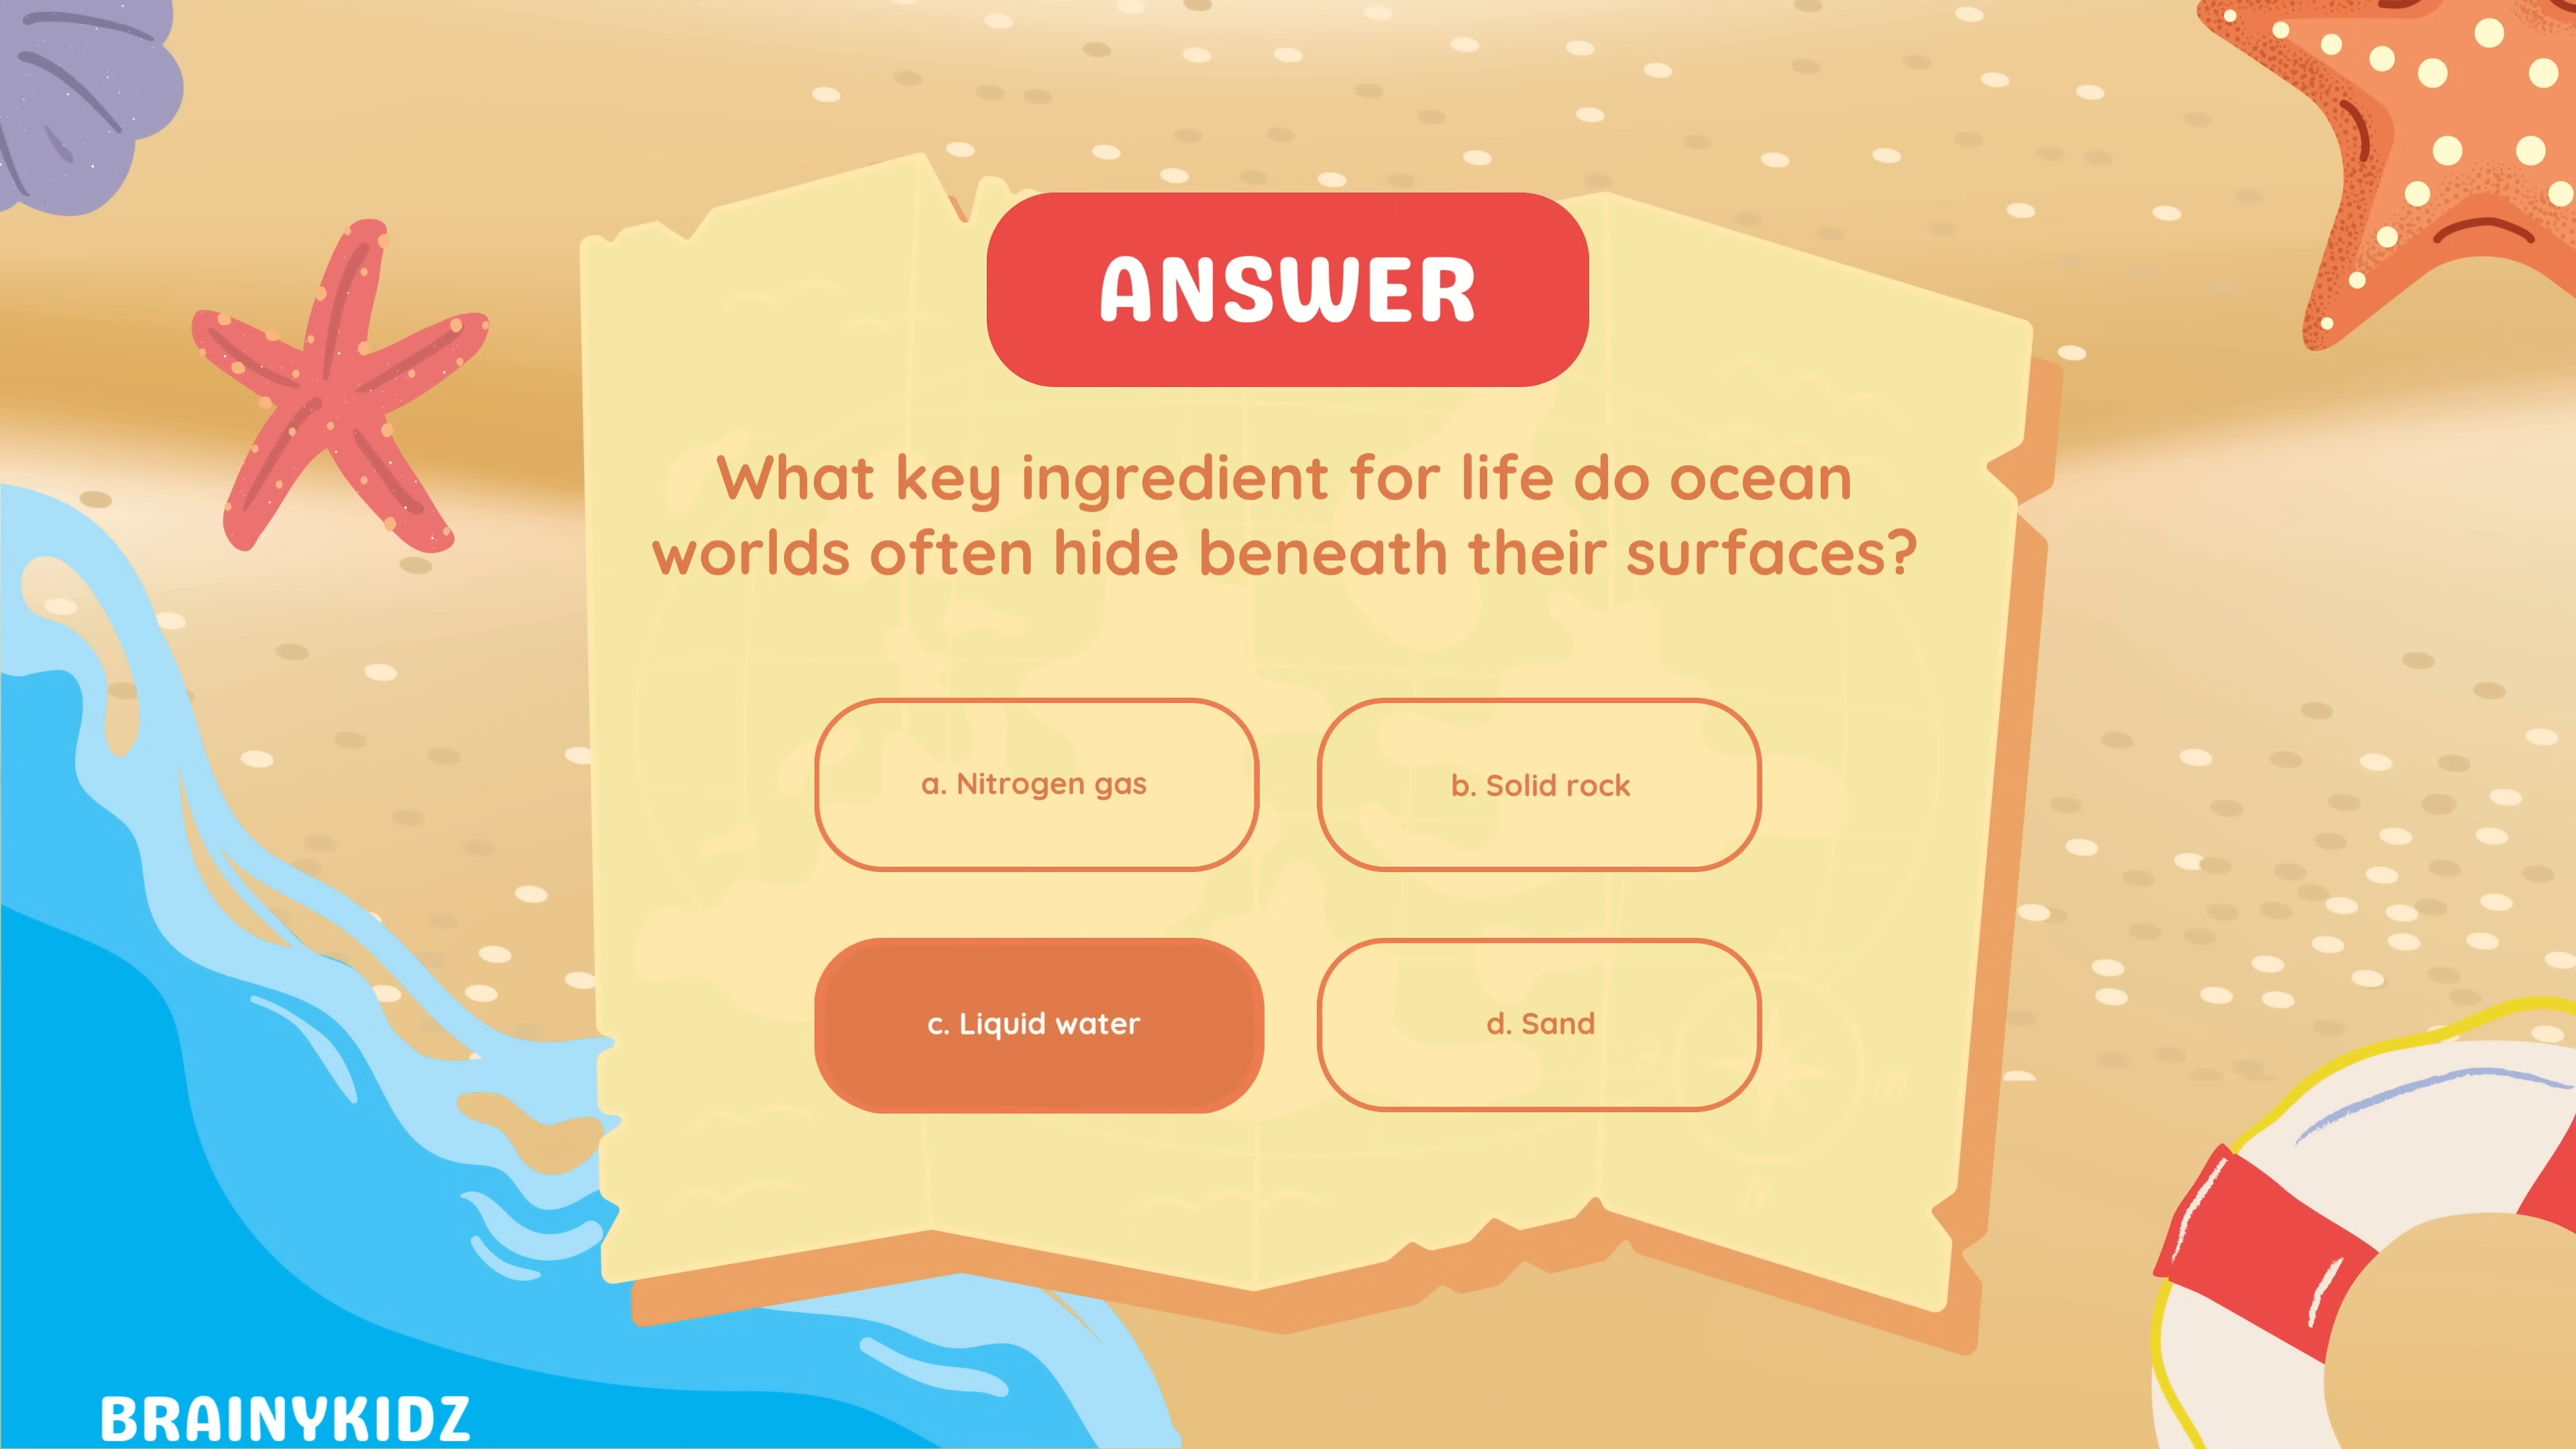 ANSWER
What key ingredient for life do ocean
worlds often hide beneath their surfaces?
a. Nitrogen gas
b. Solid rock
c. Liquid water
d. Sand
BRAINYKIDZ